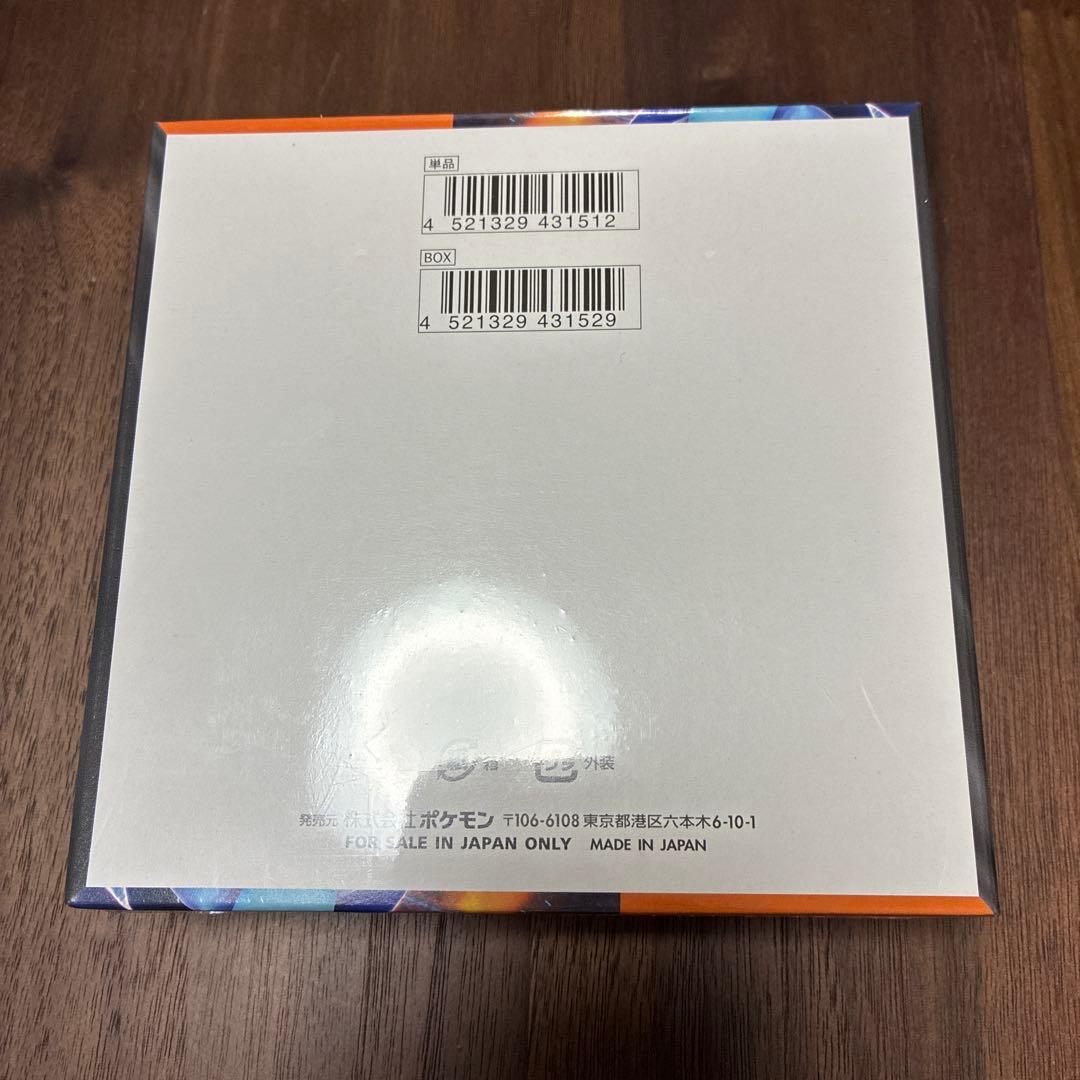 単品
4 521329 431512
BOX
4 521329 431529
箱 外装
発売元 株式会社ポケモン 〒106-6108 東京都港区六本木6-10-1
FOR SALE IN JAPAN ONLY MADE IN JAPAN